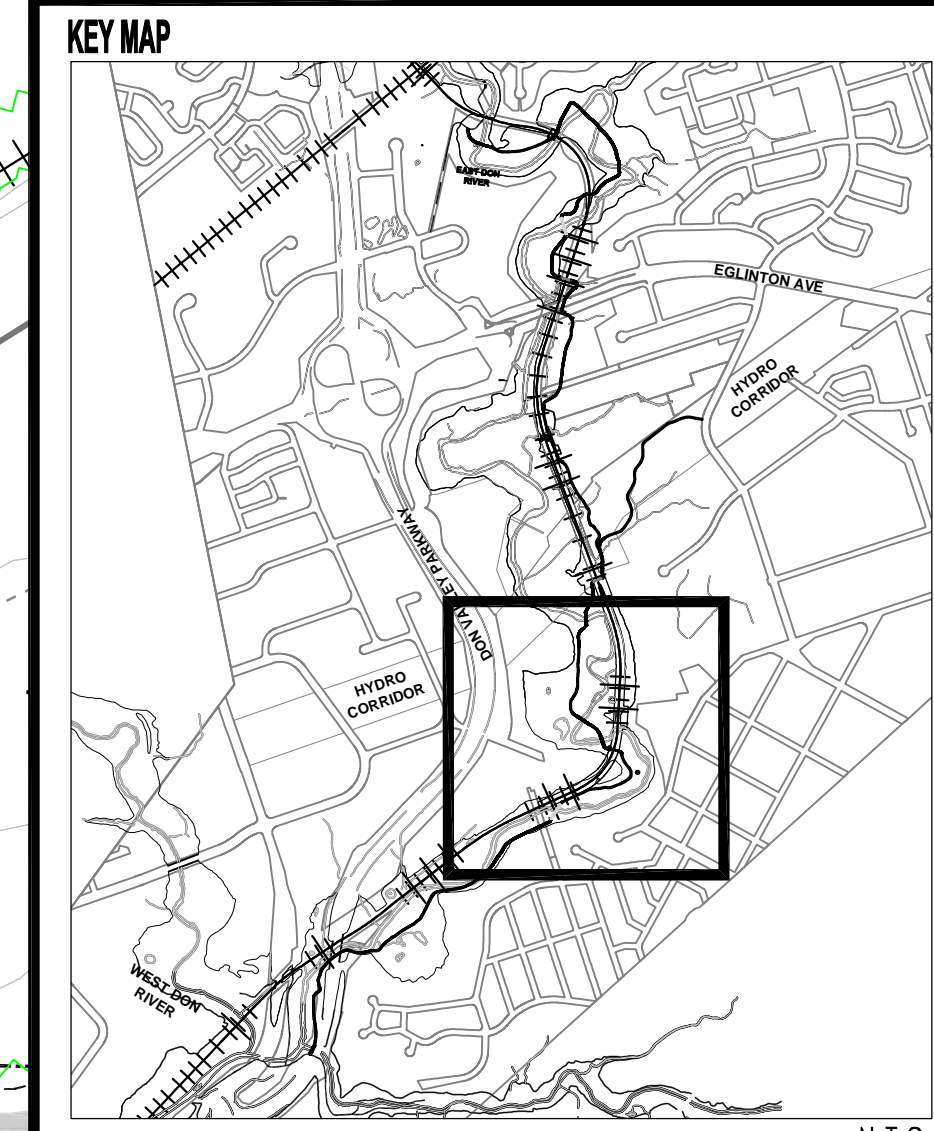 KEY MAP
EAST DON
RIVER
EGLINTON AVE
HYDRO
CORRIDOR
DON VALLEY PARKWAY
HYDRO
CORRIDOR
WEST DON
RIVER